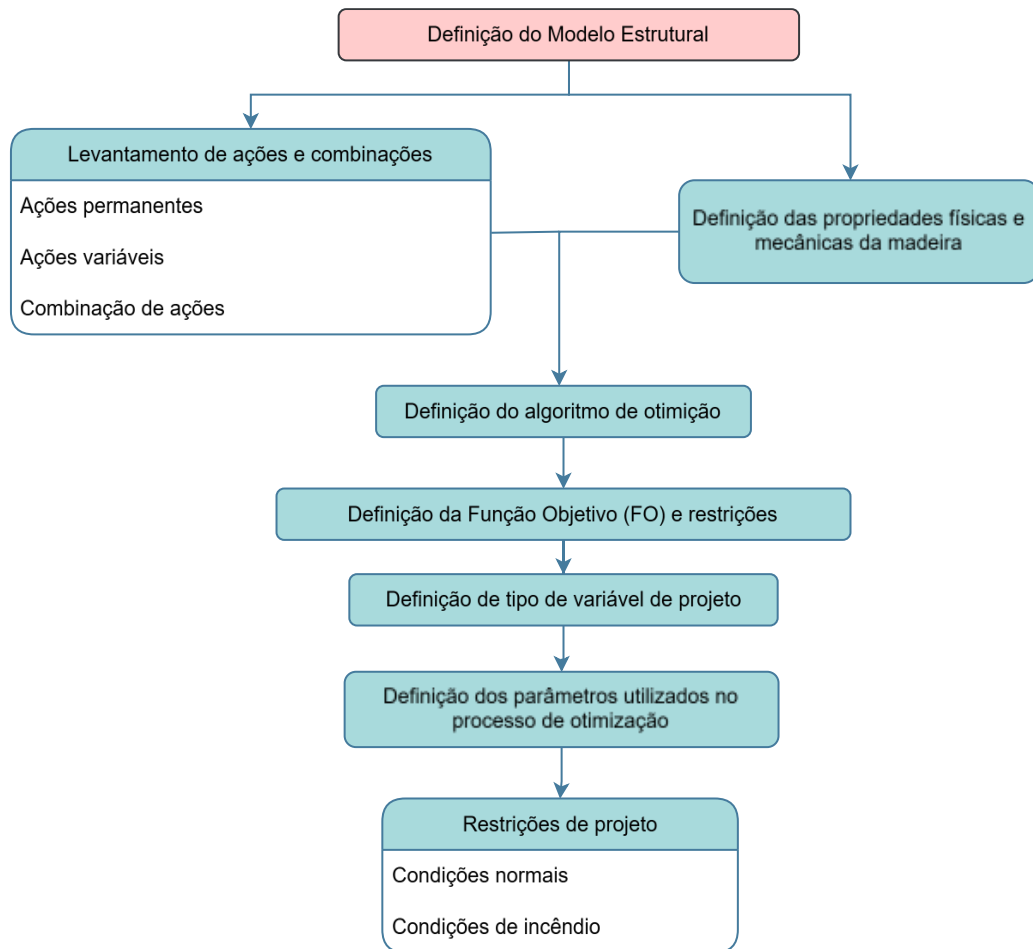 Definição do Modelo Estrutural
Levantamento de ações e combinações
Ações permanentes
Ações variáveis
Combinação de ações
Definição das propriedades físicas e
mecânicas da madeira
Definição do algoritmo de otimição
Definição da Função Objetivo (FO) e restrições
Definição de tipo de variável de projeto
Definição dos parâmetros utilizados no
processo de otimização
Restrições de projeto
Condições normais
Condições de incêndio